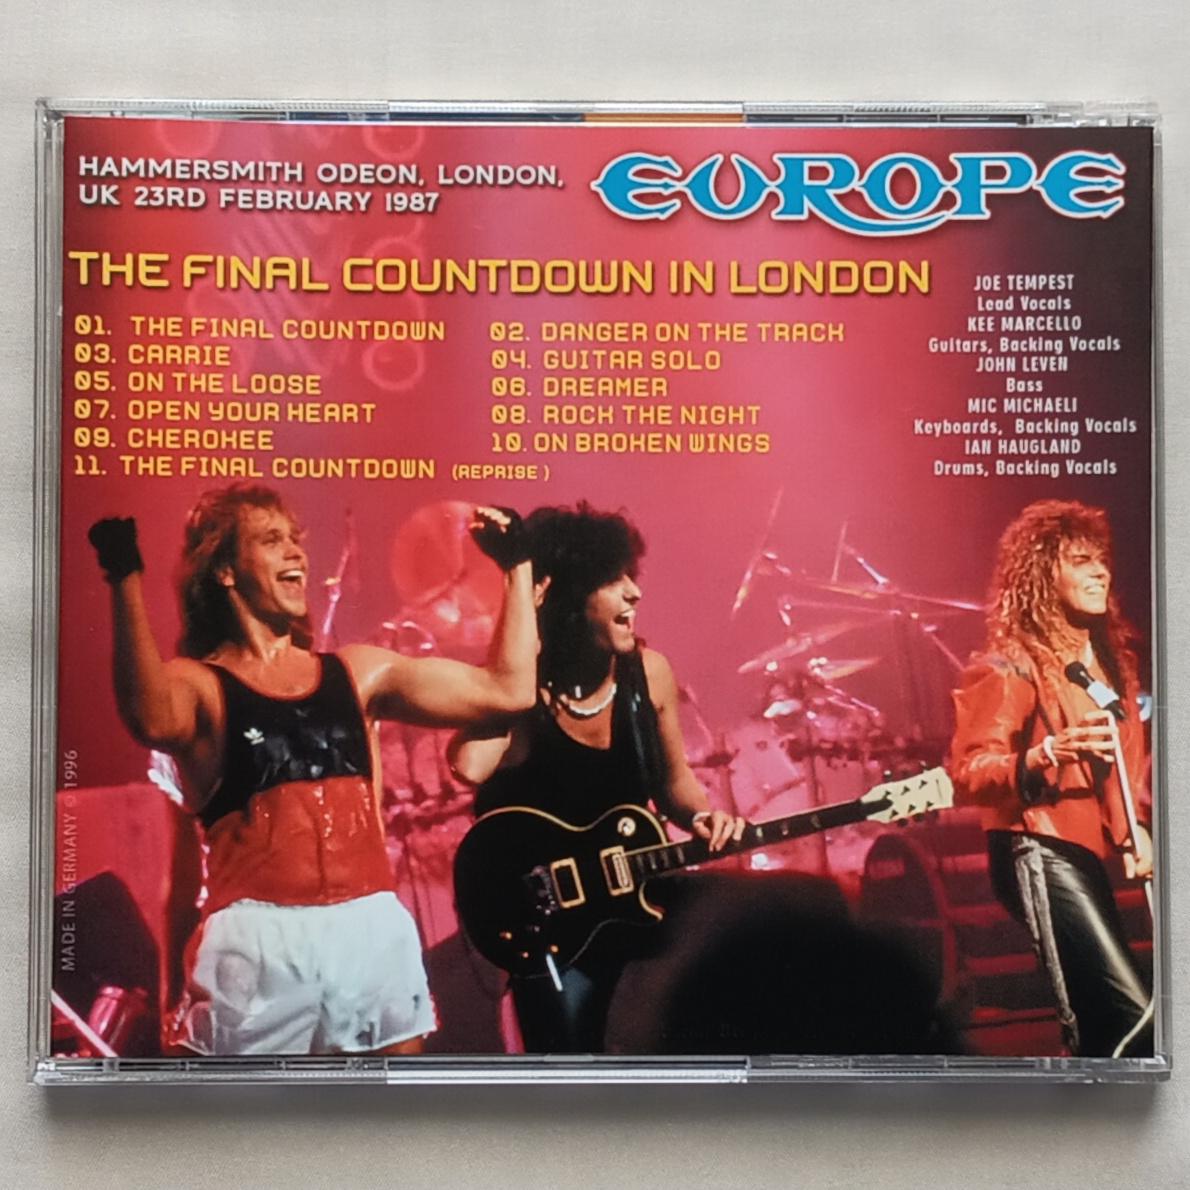 HAMMERSMITH ODEON, LONDON,
UK 23RD FEBRUARY 1987
EUROPE
THE FINAL COUNTDOWN IN LONDON
01. THE FINAL COUNTDOWN
02. DANGER ON THE TRACK
03. CARRIE
04. GUITAR SOLO
05. ON THE LOOSE
06. DREAMER
07. OPEN YOUR HEART
08. ROCK THE NIGHT
09. CHEROKEE
10. ON BROKEN WINGS
11. THE FINAL COUNTDOWN (REPRISE )
JOE TEMPEST
Lead Vocals
KEE MARCELLO
Guitars, Backing Vocals
JOHN LEVEN
Bass
MIC MICHAELI
Keyboards, Backing Vocals
IAN HAUGLAND
Drums, Backing Vocals
MADE IN GERMANY © 1996